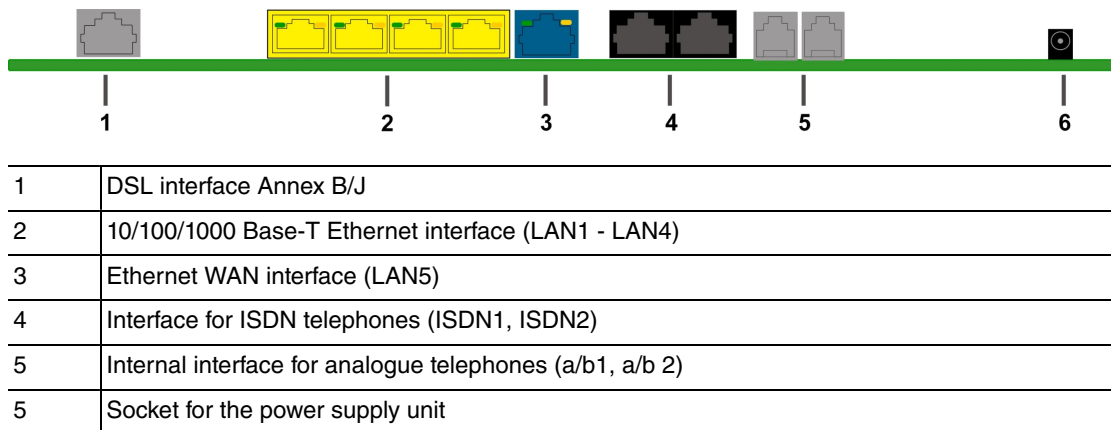 1 2 3 4 5 6
1 DSL interface Annex B/J
2 10/100/1000 Base-T Ethernet interface (LAN1 - LAN4)
3 Ethernet WAN interface (LAN5)
4 Interface for ISDN telephones (ISDN1, ISDN2)
5 Internal interface for analogue telephones (a/b1, a/b 2)
5 Socket for the power supply unit